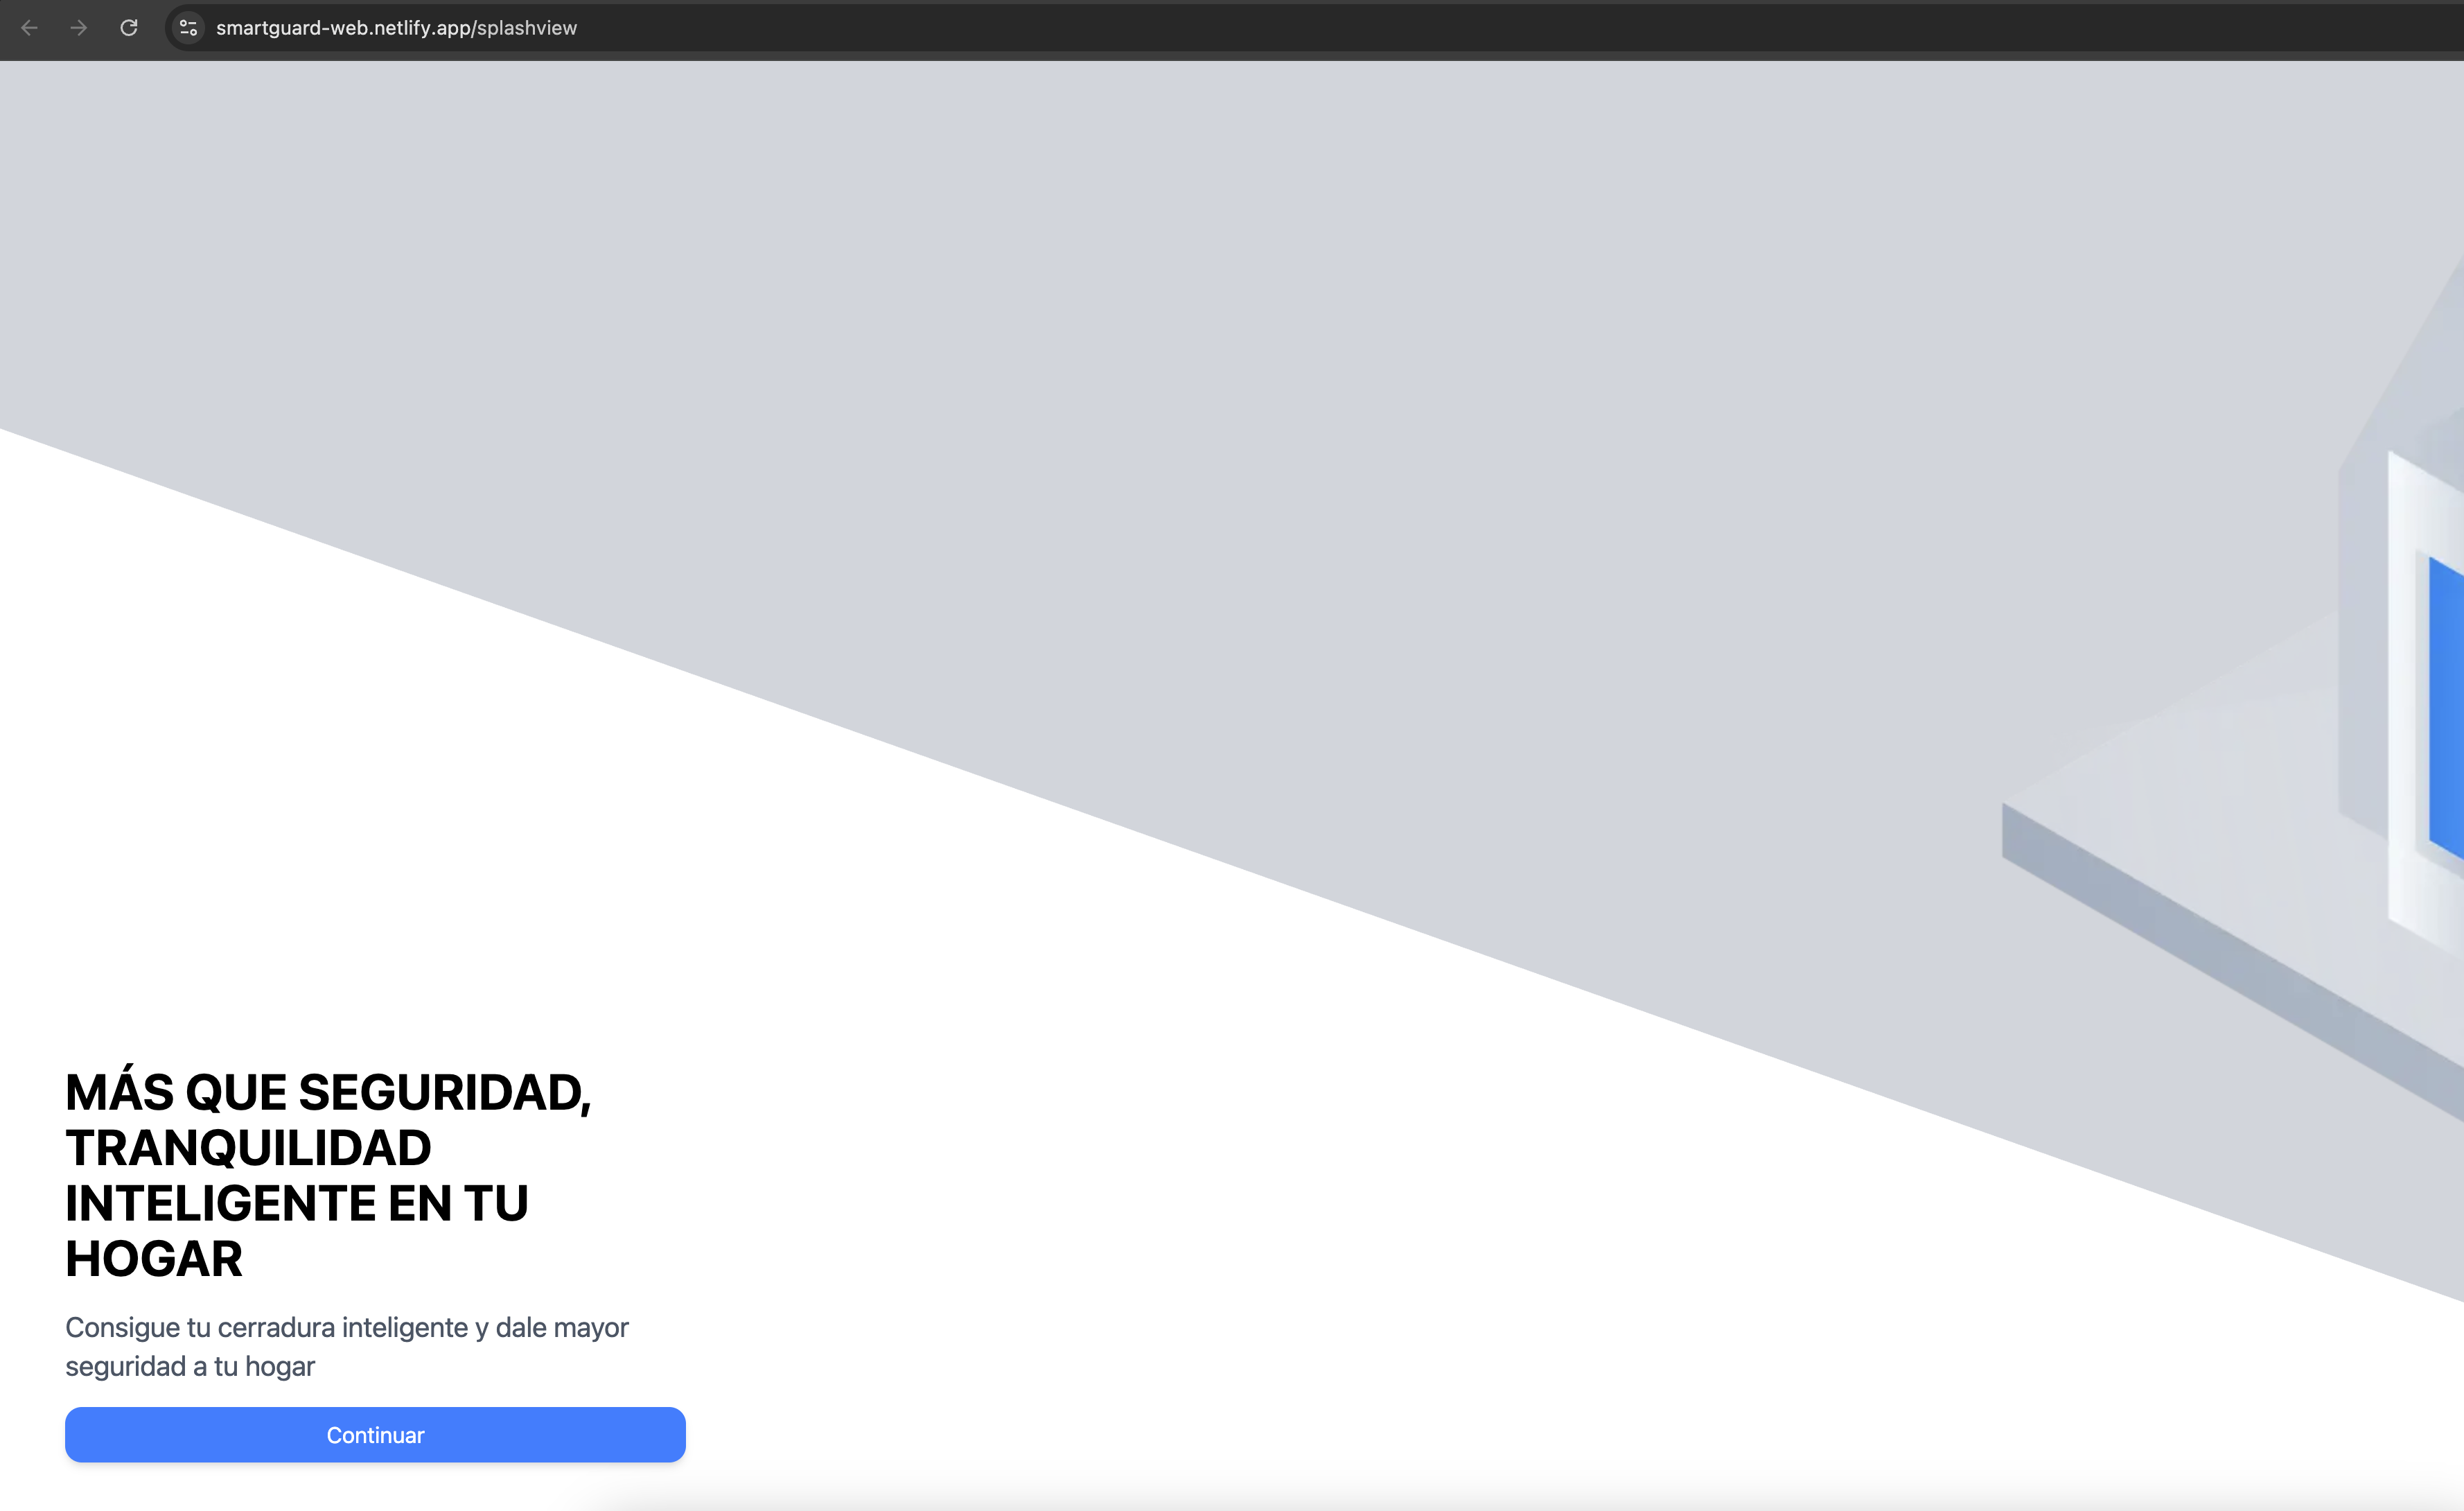 smartguard-web.netlify.app/splashview
MÁS QUE SEGURIDAD,
TRANQUILIDAD
INTELIGENTE EN TU
HOGAR
Consigue tu cerradura inteligente y dale mayor
seguridad a tu hogar
Continuar